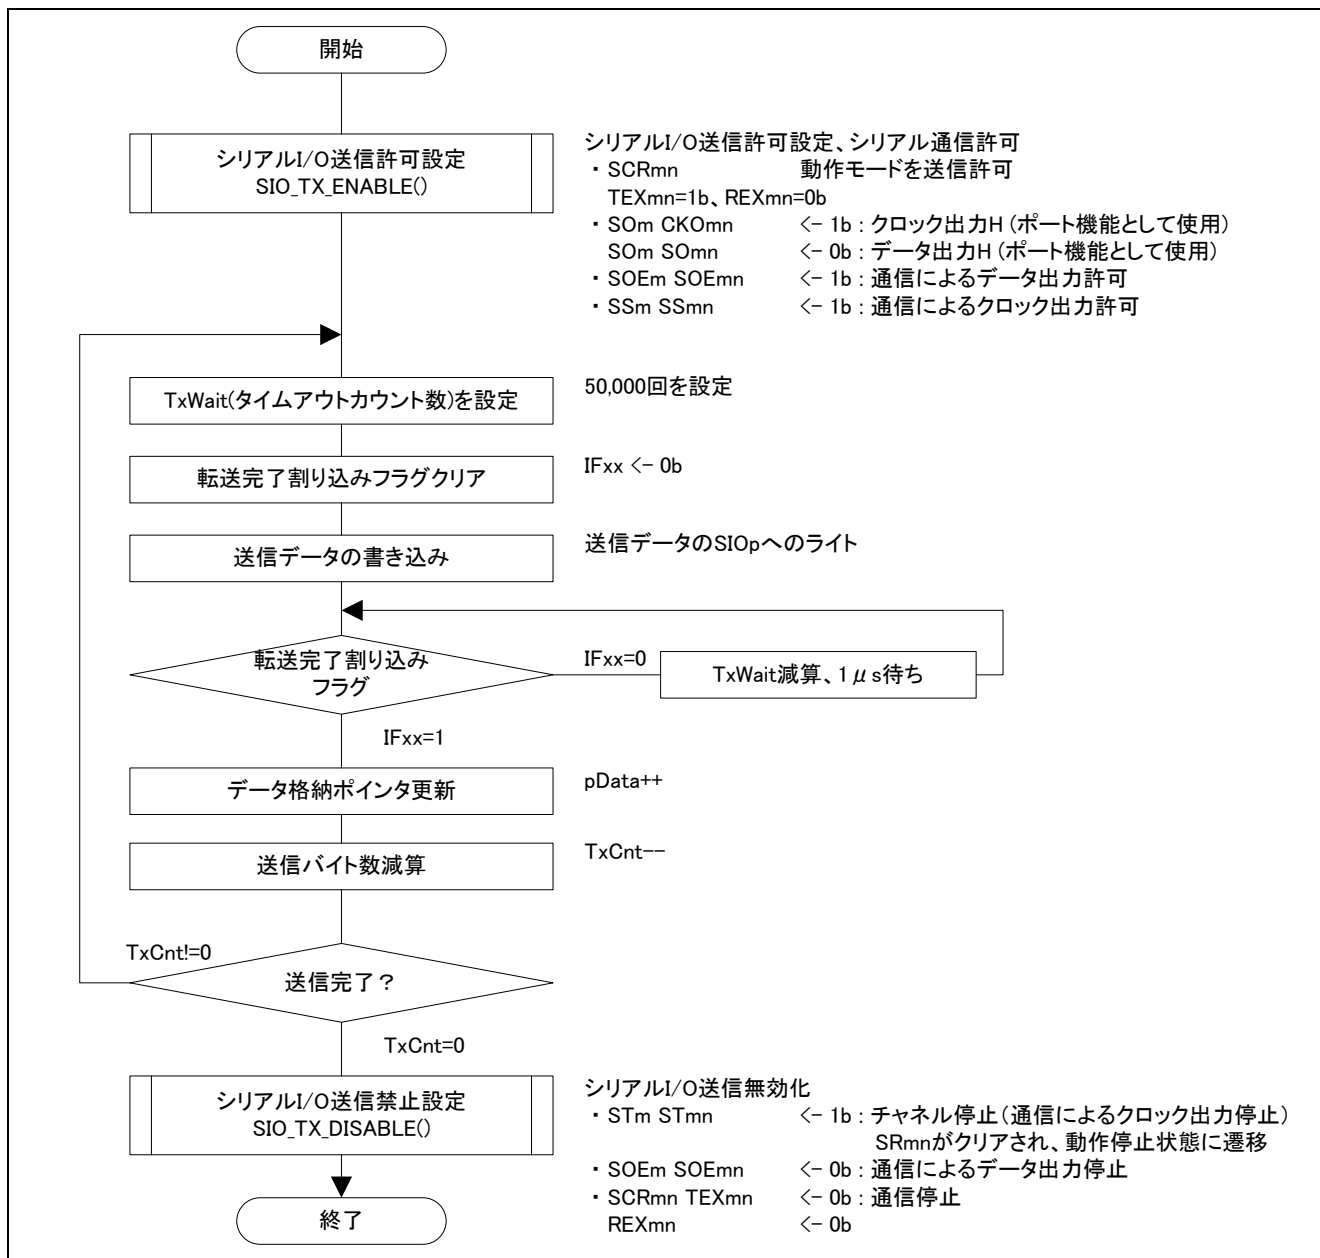 開始
シリアルI/O送信許可設定
SIO_TX_ENABLE()
シリアルI/O送信許可設定、シリアル通信許可
・SCRmn 動作モードを送信許可
TEXmn=1b、REXmn=0b
・SOm CKOmn <- 1b : クロック出力H (ポート機能として使用)
SOm SOmn <- 0b : データ出力H (ポート機能として使用)
・SOEm SOEmn <- 1b : 通信によるデータ出力許可
・SSm SSmn <- 1b : 通信によるクロック出力許可
TxWait(タイムアウトカウント数)を設定
50,000回を設定
転送完了割り込みフラグクリア
IFxx <- 0b
送信データの書き込み
送信データのSIOpへのライト
転送完了割り込み
フラグ
IFxx=0
TxWait減算、1μs待ち
IFxx=1
データ格納ポインタ更新
pData++
送信バイト数減算
TxCnt--
TxCnt!=0
送信完了？
TxCnt=0
シリアルI/O送信禁止設定
SIO_TX_DISABLE()
シリアルI/O送信無効化
・STm STmn <- 1b : チャネル停止(通信によるクロック出力停止)
SRmnがクリアされ、動作停止状態に遷移
・SOEm SOEmn <- 0b : 通信によるデータ出力停止
・SCRmn TEXmn <- 0b : 通信停止
REXmn <- 0b
終了